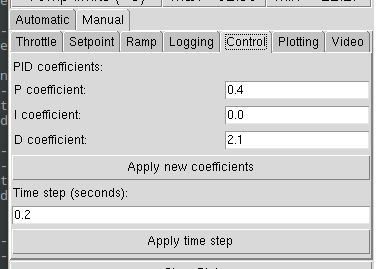 Automatic Manual
Throttle Setpoint Ramp Logging Control Plotting Video
PID coefficients:
P coefficient: 0.4
I coefficient: 0.0
D coefficient: 2.1
Apply new coefficients
Time step (seconds):
0.2
Apply time step